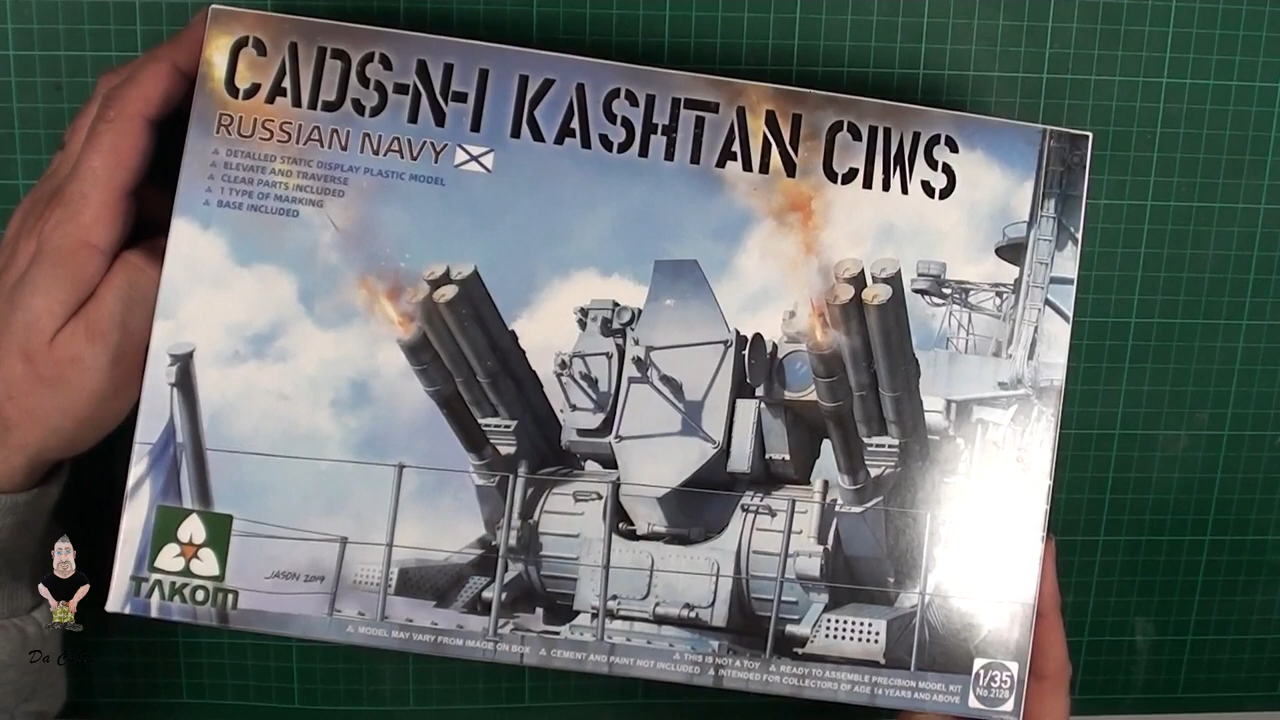 CADS-N-1 KASHTAN CIWS
RUSSIAN NAVY
DETAILED STATIC DISPLAY PLASTIC MODEL
ELEVATE AND TRAVERSE
CLEAR PARTS INCLUDED
1 TYPE OF MARKING
BASE INCLUDED
JASON 2019
TAKOM
MODEL MAY VARY FROM IMAGE ON BOX
CEMENT AND PAINT NOT INCLUDED
THIS IS NOT A TOY
READY TO ASSEMBLE PRECISION MODEL KIT
INTENDED FOR COLLECTORS OF AGE 14 YEARS AND ABOVE
1/35
No.2128
Da